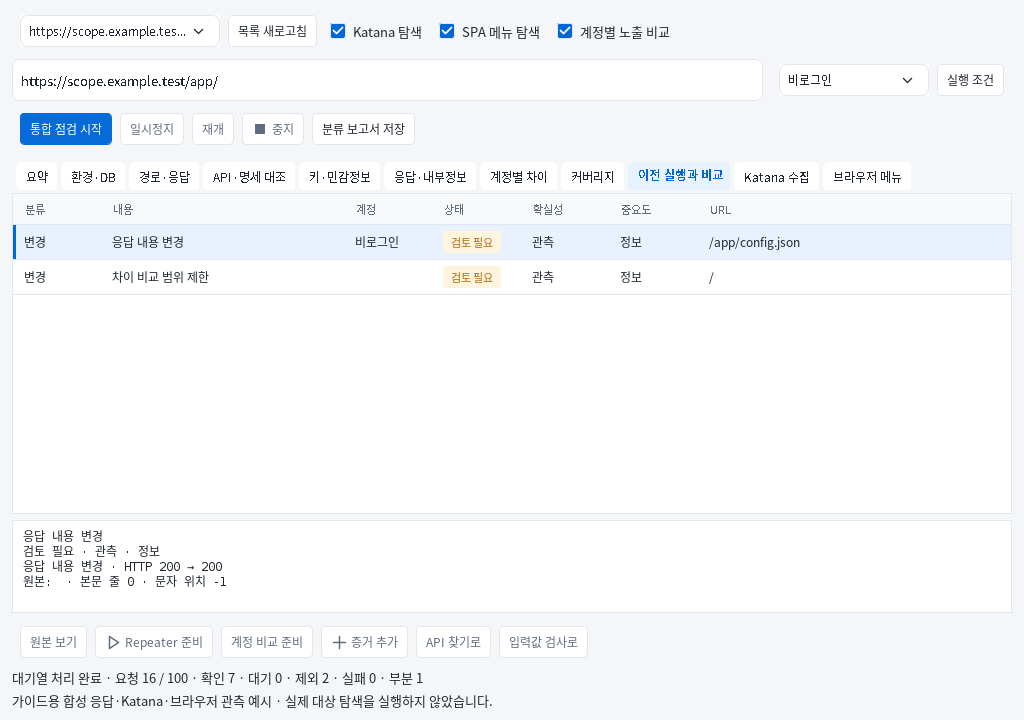 https://scope.example.tes... 목록 새로고침 Katana 탐색 SPA 메뉴 탐색 계정별 노출 비교
https://scope.example.test/app/ 비로그인 실행 조건
통합 점검 시작 일시정지 재개 중지 분류 보고서 저장
요약 환경·DB 경로·응답 API·명세 대조 키·민감정보 응답·내부정보 계정별 차이 커버리지 이전 실행과 비교 Katana 수집 브라우저 메뉴
분류 내용 계정 상태 확실성 중요도 URL
변경 응답 내용 변경 비로그인 검토 필요 관측 정보 /app/config.json
변경 차이 비교 범위 제한 검토 필요 관측 정보 /
응답 내용 변경
검토 필요 · 관측 · 정보
응답 내용 변경 · HTTP 200 → 200
원본:  · 본문 줄 0 · 문자 위치 -1
원본 보기 Repeater 준비 계정 비교 준비 증거 추가 API 찾기로 입력값 검사로
대기열 처리 완료 · 요청 16 / 100 · 확인 7 · 대기 0 · 제외 2 · 실패 0 · 부분 1
가이드용 합성 응답·Katana·브라우저 관측 예시 · 실제 대상 탐색을 실행하지 않았습니다.